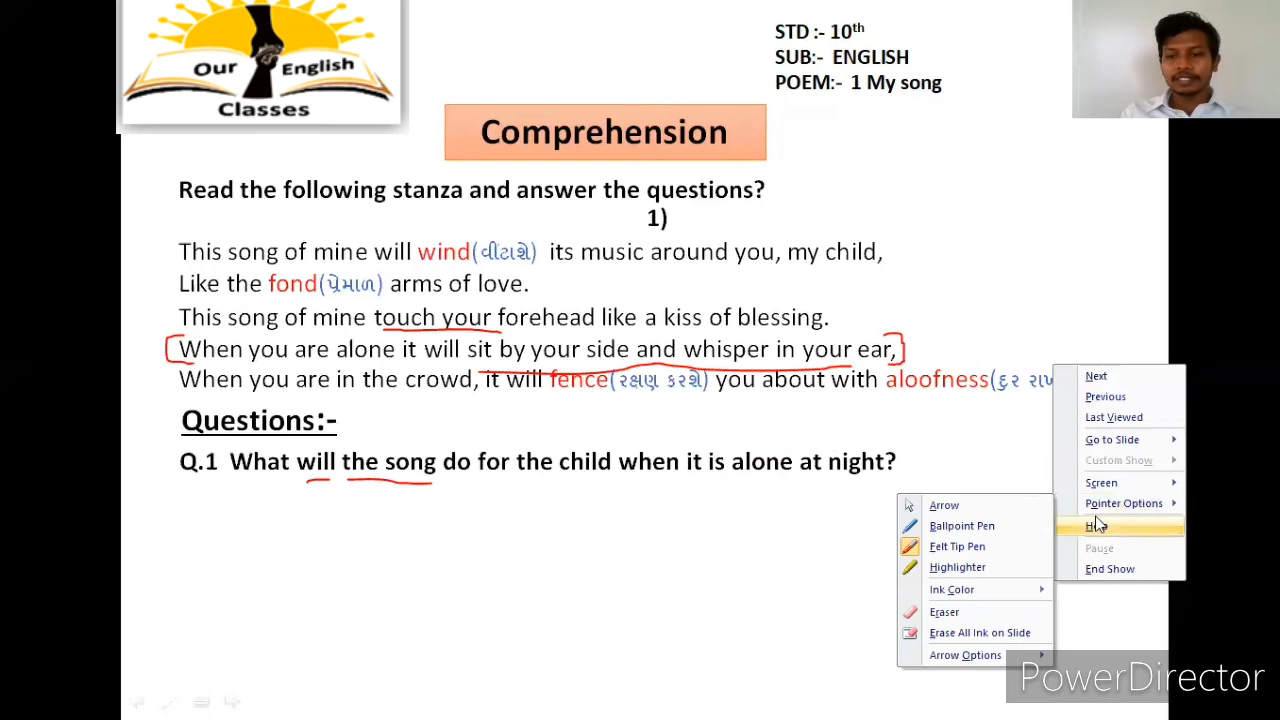 Our English
Classes
STD :- 10th
SUB:- ENGLISH
POEM:- 1 My song
Comprehension
Read the following stanza and answer the questions?
1)
This song of mine will wind(વીંટાશે) its music around you, my child,
Like the fond(પ્રેમાળ) arms of love.
This song of mine touch your forehead like a kiss of blessing.
When you are alone it will sit by your side and whisper in your ear,
When you are in the crowd, it will fence(રક્ષણ કરશે) you about with aloofness(દુર રાખ
Questions:-
Q.1 What will the song do for the child when it is alone at night?
Next
Previous
Last Viewed
Go to Slide
Custom Show
Screen
Pointer Options
Help
Pause
End Show
Arrow
Ballpoint Pen
Felt Tip Pen
Highlighter
Ink Color
Eraser
Erase All Ink on Slide
Arrow Options
PowerDirector